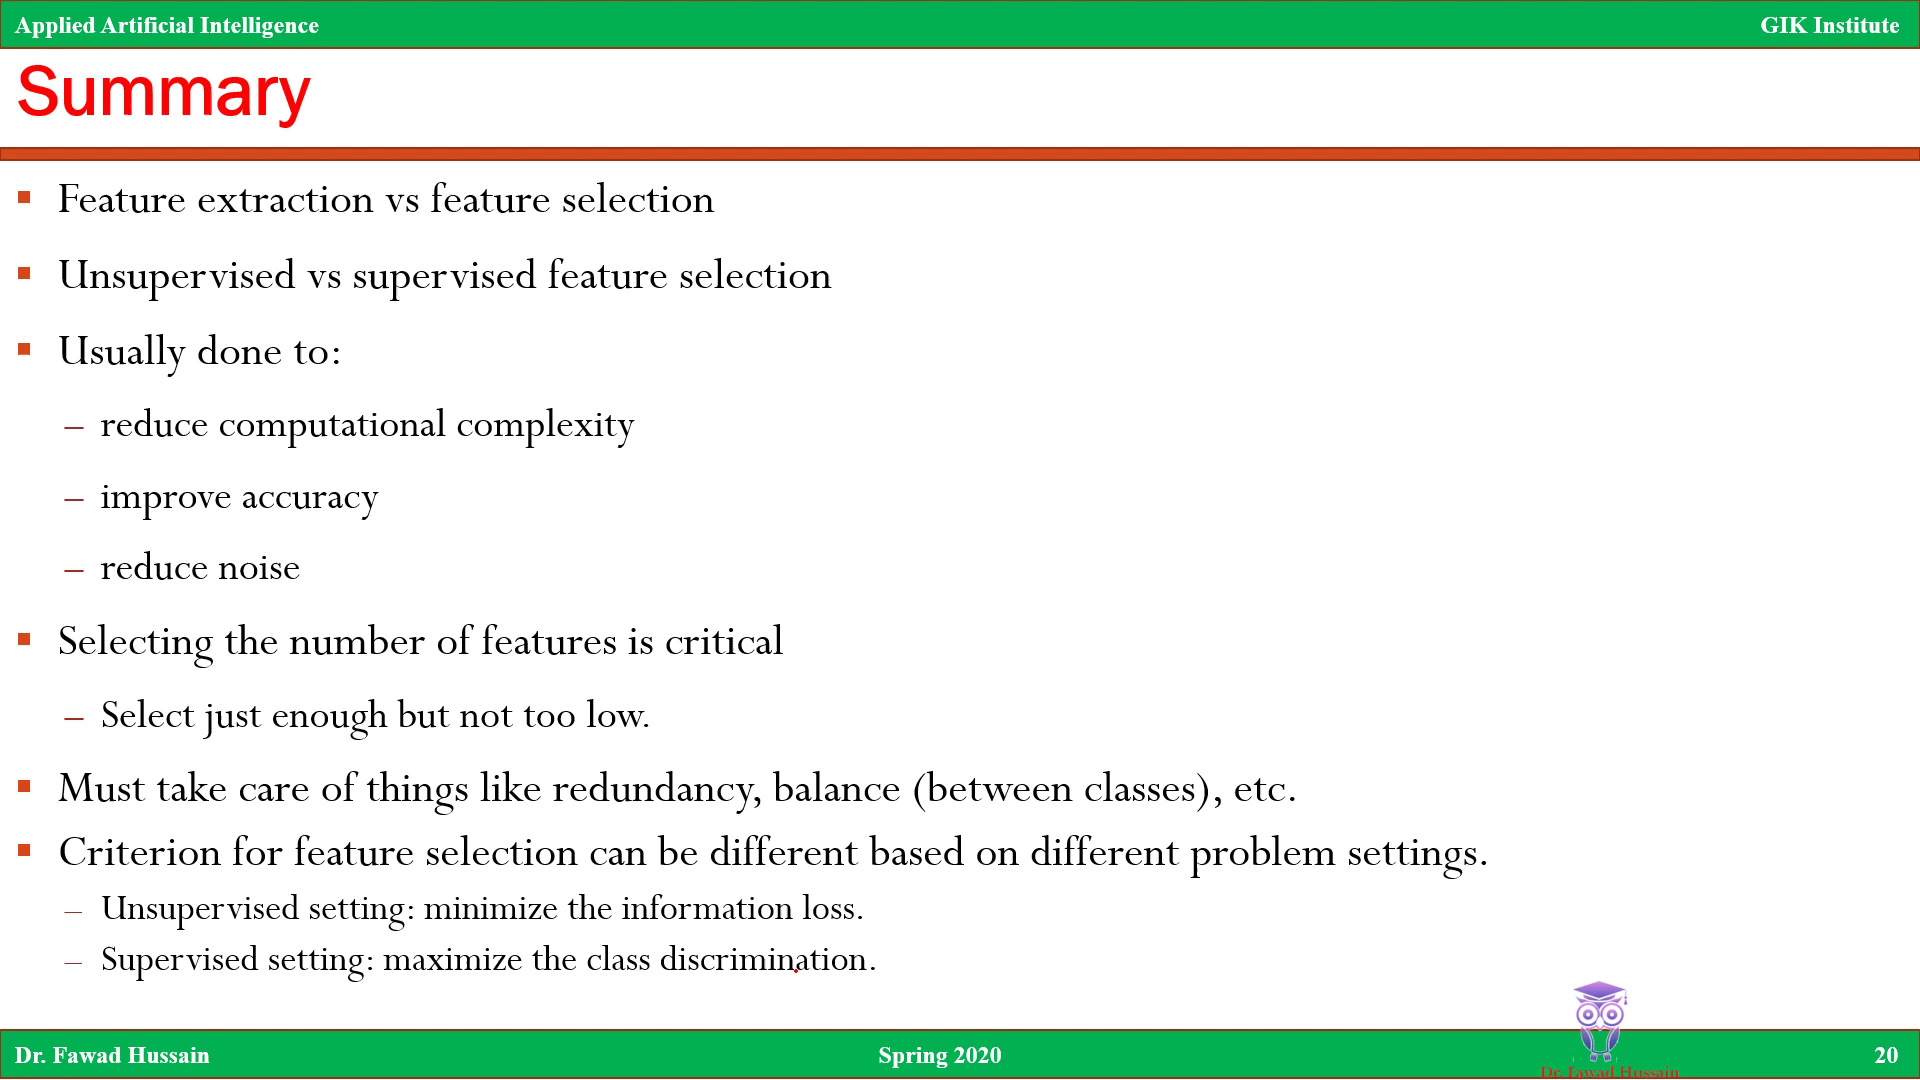 Applied Artificial Intelligence
GIK Institute
Summary
Feature extraction vs feature selection
Unsupervised vs supervised feature selection
Usually done to:
– reduce computational complexity
– improve accuracy
– reduce noise
Selecting the number of features is critical
– Select just enough but not too low.
Must take care of things like redundancy, balance (between classes), etc.
Criterion for feature selection can be different based on different problem settings.
– Unsupervised setting: minimize the information loss.
– Supervised setting: maximize the class discrimination.
Dr. Fawad Hussain
Spring 2020
Dr. Fawad Hussain
20